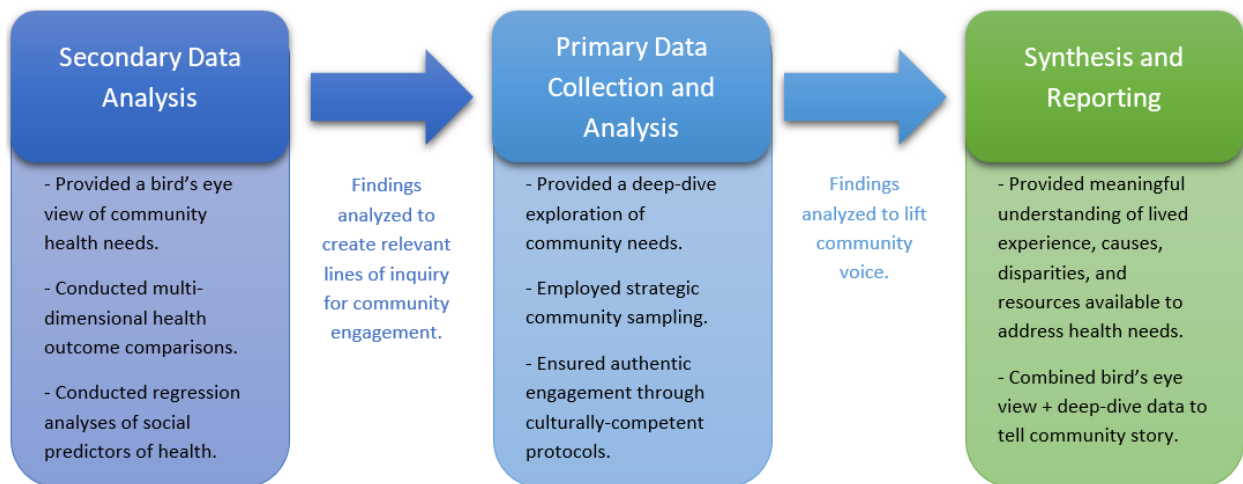 Secondary Data
Analysis
- Provided a bird’s eye
view of community
health needs.
- Conducted multi-
dimensional health
outcome comparisons.
- Conducted regression
analyses of social
predictors of health.
Findings
analyzed to
create relevant
lines of inquiry
for community
engagement.
Primary Data
Collection and
Analysis
- Provided a deep-dive
exploration of
community needs.
- Employed strategic
community sampling.
- Ensured authentic
engagement through
culturally-competent
protocols.
Findings
analyzed to lift
community
voice.
Synthesis and
Reporting
- Provided meaningful
understanding of lived
experience, causes,
disparities, and
resources available to
address health needs.
- Combined bird’s eye
view + deep-dive data to
tell community story.